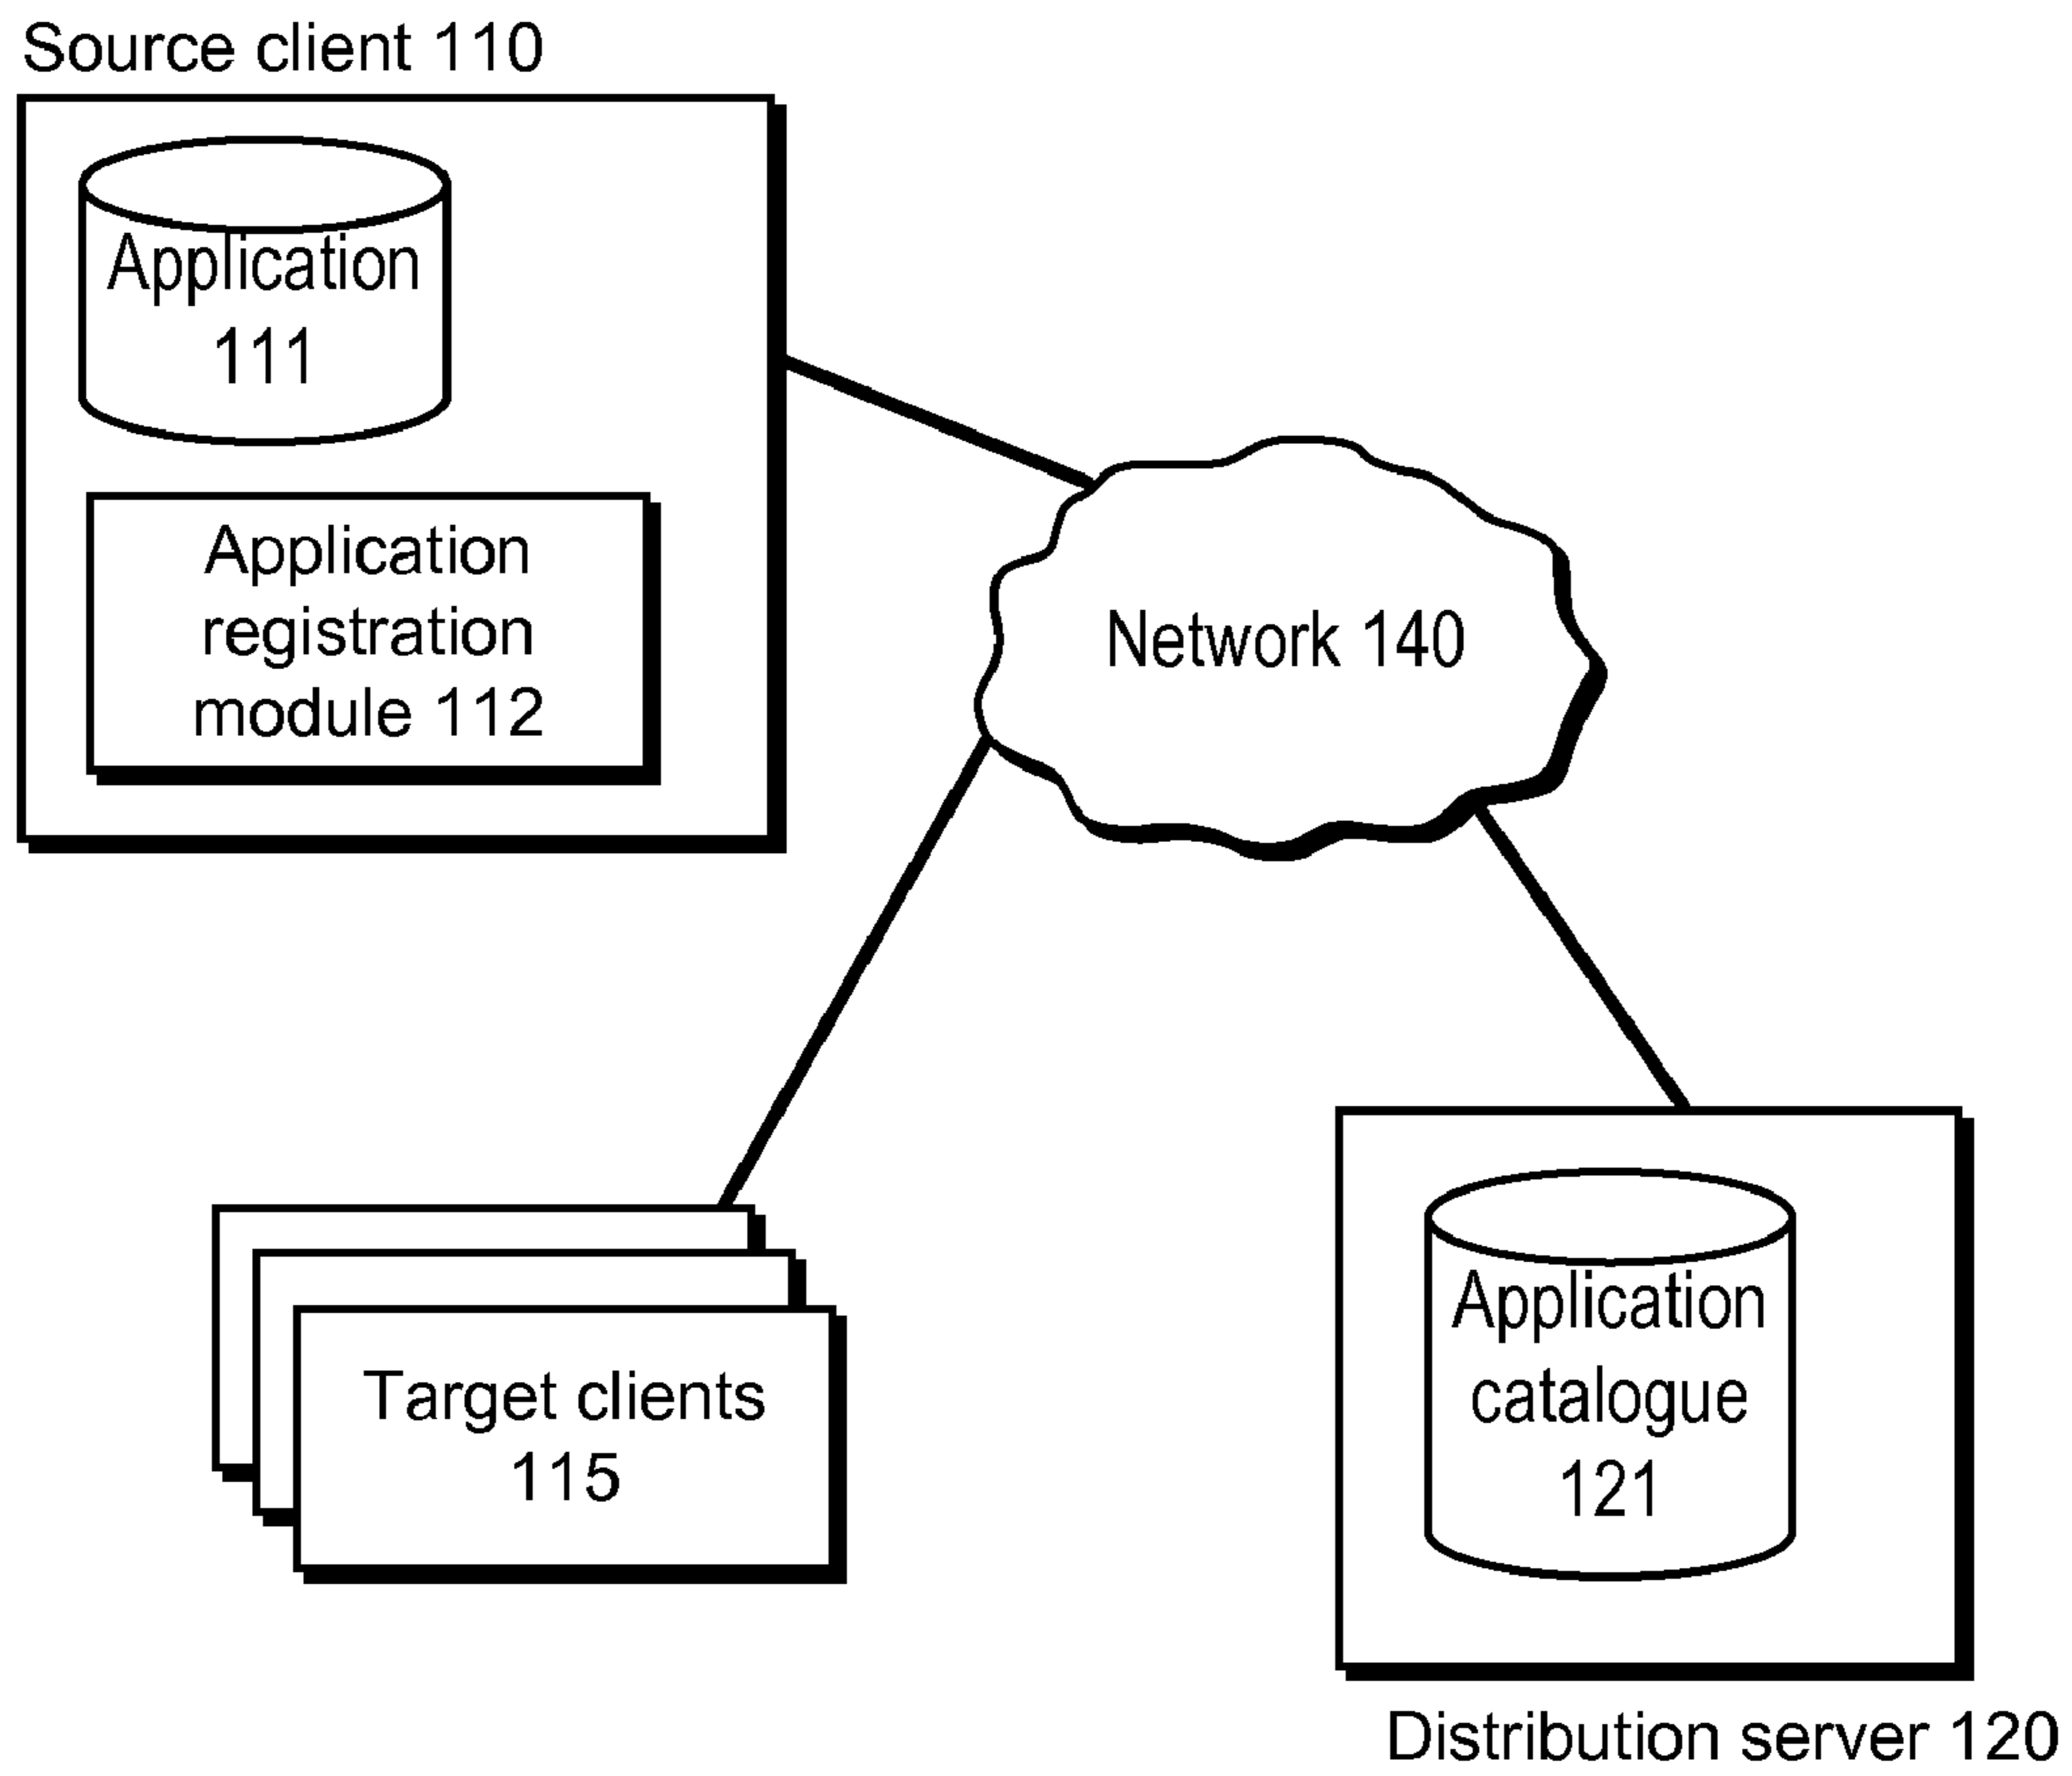 Source client 110
Application
111
Application
registration
module 112
Network 140
Target clients
115
Application
catalogue
121
Distribution server 120